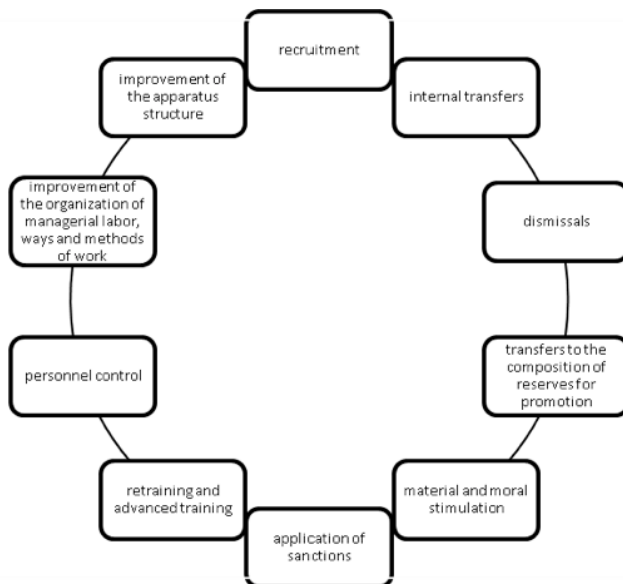 recruitment
internal transfers
dismissals
transfers to the
composition of
reserves for
promotion
material and moral
stimulation
application of
sanctions
retraining and
advanced training
personnel control
improvement of
the organization of
managerial labor,
ways and methods
of work
improvement of
the apparatus
structure